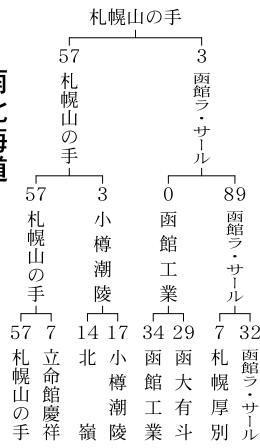 札幌山の手
57 3
札幌山の手
函館ラ・サール
57 3 0 89
札幌山の手
小樽潮陵
函館工業
函館ラ・サール
57 7 14 17 34 29 7 32
札幌山の手
立命館慶祥
北嶺
小樽潮陵
函館工業
函大有斗
札幌厚別
函館ラ・サール
南北海道